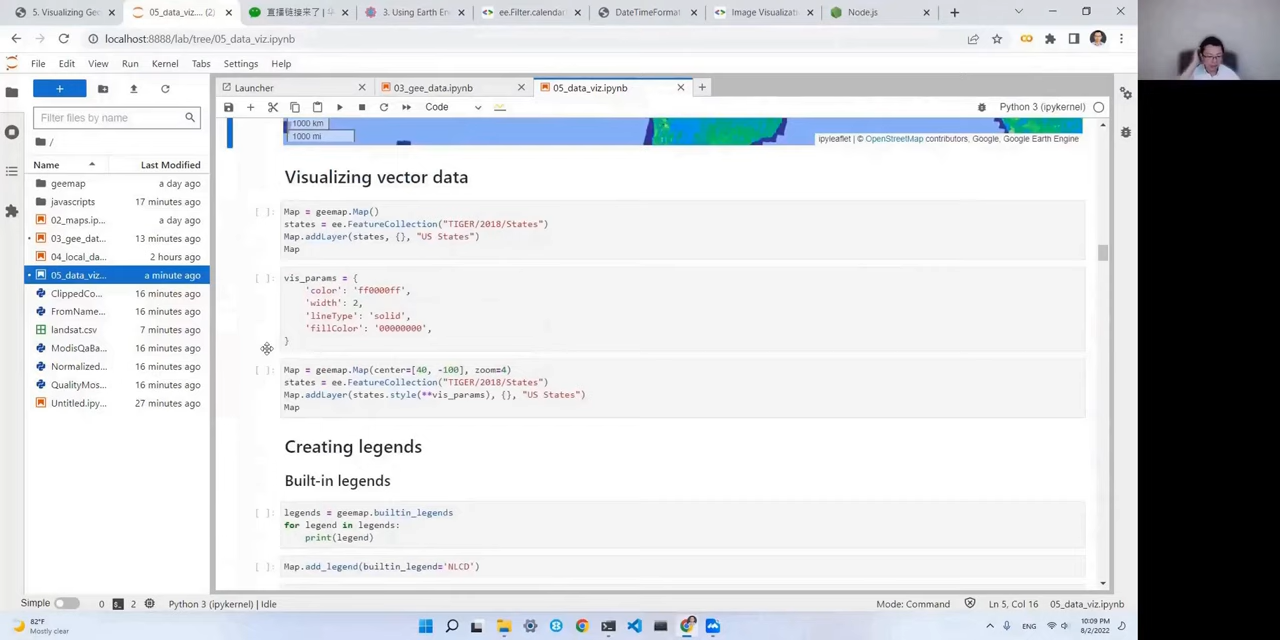 5. Visualizing Ge
05_data_viz.... (2)
直播链接来了 | 斗
3. Using Earth En
ee.Filter.calendar
DateTimeFormat
Image Visualizat
Node.js
localhost:8888/lab/tree/05_data_viz.ipynb
File Edit View Run Kernel Tabs Settings Help
Launcher
03_gee_data.ipynb
05_data_viz.ipynb
Code
Python 3 (ipykernel)
Filter files by name
/
Name Last Modified
geemap a day ago
javascripts 17 minutes ago
02_maps.ip... a day ago
03_gee_dat... 13 minutes ago
04_local_da... 2 hours ago
05_data_viz... a minute ago
ClippedCo... 16 minutes ago
FromName... 16 minutes ago
landsat.csv 7 minutes ago
ModisQaBa... 16 minutes ago
Normalized... 16 minutes ago
QualityMos... 16 minutes ago
Untitled.ipy... 27 minutes ago
1000 km
1000 mi
ipyleaflet | © OpenStreetMap contributors, Google, Google Earth Engine
Visualizing vector data
[ ]:
Map = geemap.Map()
states = ee.FeatureCollection("TIGER/2018/States")
Map.addLayer(states, {}, "US States")
Map
[ ]:
vis_params = {
'color': 'ff0000ff',
'width': 2,
'lineType': 'solid',
'fillColor': '00000000',
}
[ ]:
Map = geemap.Map(center=[40, -100], zoom=4)
states = ee.FeatureCollection("TIGER/2018/States")
Map.addLayer(states.style(**vis_params), {}, "US States")
Map
Creating legends
Built-in legends
[ ]:
legends = geemap.builtin_legends
for legend in legends:
print(legend)
[ ]:
Map.add_legend(builtin_legend='NLCD')
Simple 0 2 Python 3 (ipykernel) | Idle Mode: Command Ln 5, Col 16 05_data_viz.ipynb
82°F
Mostly clear
ENG
10:09 PM
8/2/2022